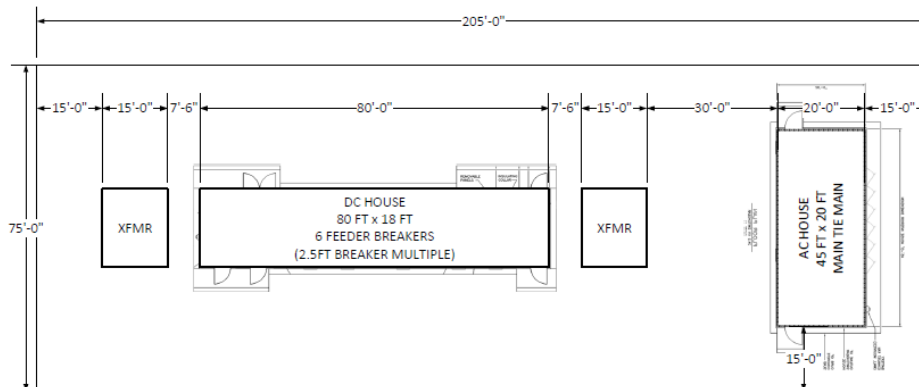 205'-0"
15'-0"
15'-0"
7'-6"
80'-0"
7'-6"
15'-0"
30'-0"
20'-0"
15'-0"
75'-0"
XFMR
DC HOUSE
80 FT x 18 FT
6 FEEDER BREAKERS
(2.5FT BREAKER MULTIPLE)
XFMR
AC HOUSE
45 FT x 20 FT
MAIN TIE MAIN
15'-0"